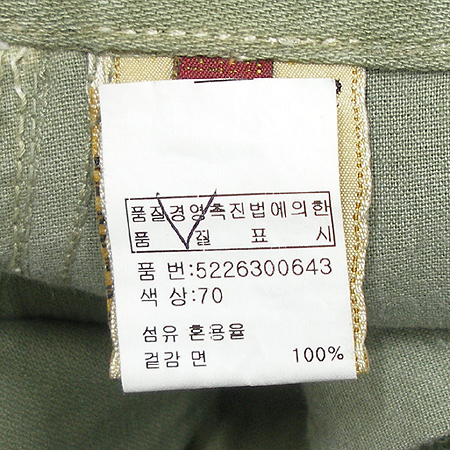 품질경영촉진법에의한
품 질 표 시
품 번:5226300643
색 상:70
섬유 혼용율
겉감 면 100%